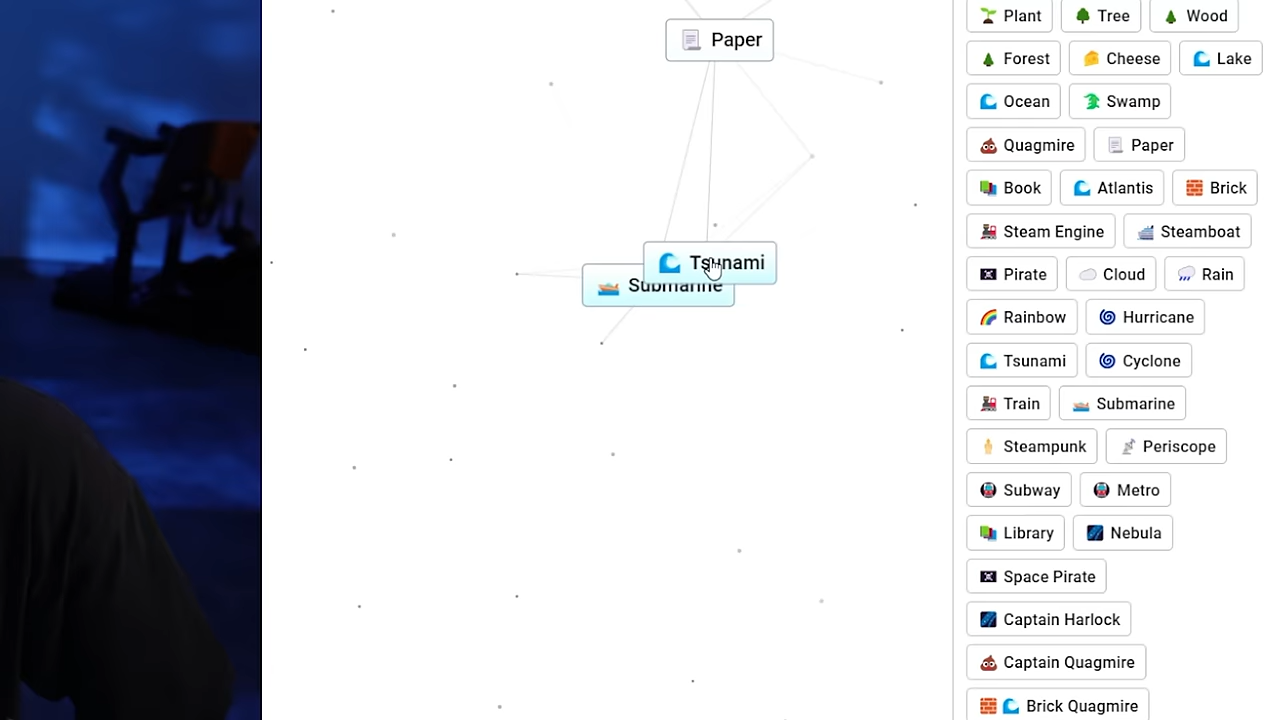 Plant Tree Wood
Paper
Forest Cheese Lake
Ocean Swamp
Quagmire Paper
Book Atlantis Brick
Steam Engine Steamboat
Tsunami
Submarine
Pirate Cloud Rain
Rainbow Hurricane
Tsunami Cyclone
Train Submarine
Steampunk Periscope
Subway Metro
Library Nebula
Space Pirate
Captain Harlock
Captain Quagmire
Brick Quagmire